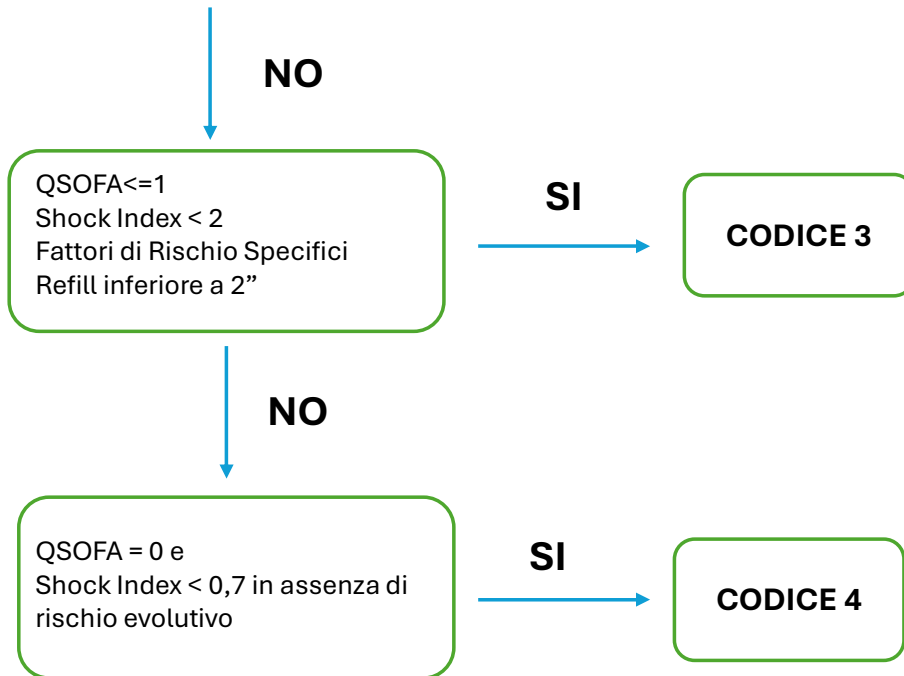 NO
QSOFA<=1
Shock Index < 2
Fattori di Rischio Specifici
Refill inferiore a 2”
SI
CODICE 3
NO
QSOFA = 0 e
Shock Index < 0,7 in assenza di
rischio evolutivo
SI
CODICE 4